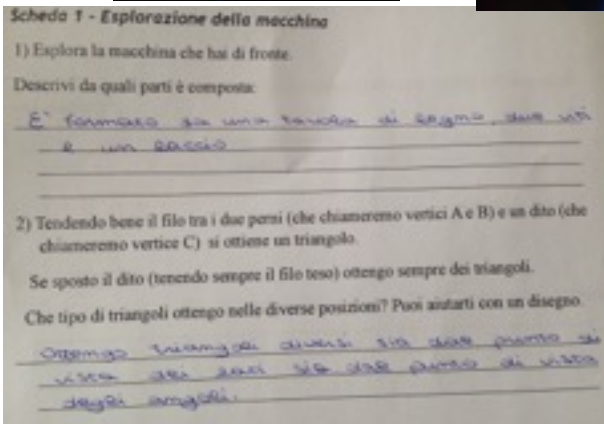 Scheda 1 - Esplorazione della macchina
1) Esplora la macchina che hai di fronte.
Descrivi da quali parti è composta:
E' formata da una tavola di legno, due viti
e un laccio
2) Tendendo bene il filo tra i due perni (che chiameremo vertici A e B) e un dito (che
chiameremo vertice C) si ottiene un triangolo.
Se sposto il dito (tenendo sempre il filo teso) ottengo sempre dei triangoli.
Che tipo di triangoli ottengo nelle diverse posizioni? Puoi aiutarti con un disegno.
Ottengo triangoli diversi sia dal punto di
vista dei lati sia dal punto di vista
degli angoli.